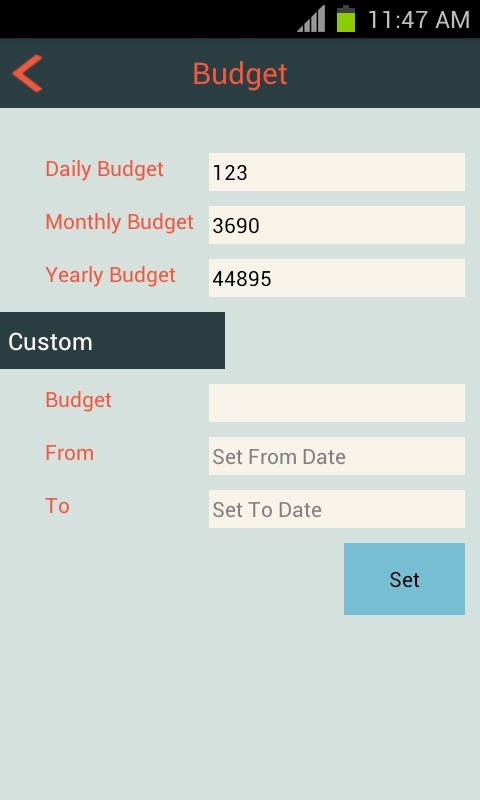 11:47 AM
Budget
Daily Budget 123
Monthly Budget 3690
Yearly Budget 44895
Custom
Budget
From Set From Date
To Set To Date
Set